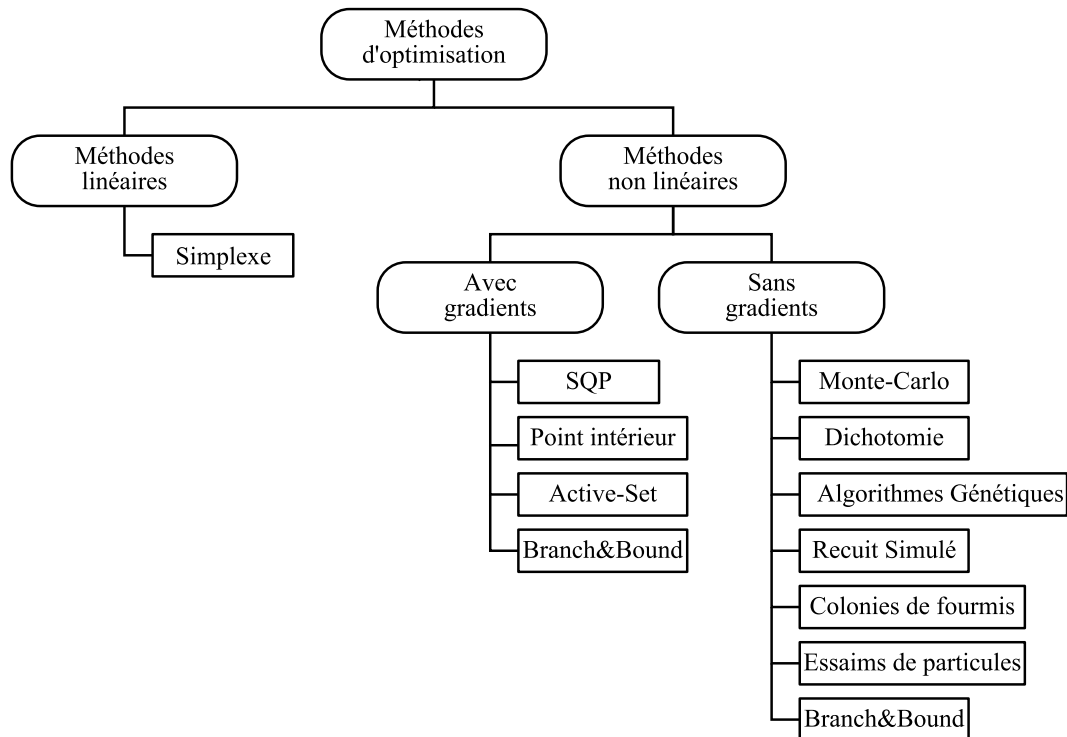 Méthodes
d'optimisation
Méthodes
linéaires
Méthodes
non linéaires
Simplexe
Avec
gradients
Sans
gradients
SQP
Point intérieur
Active-Set
Branch&Bound
Monte-Carlo
Dichotomie
Algorithmes Génétiques
Recuit Simulé
Colonies de fourmis
Essaims de particules
Branch&Bound